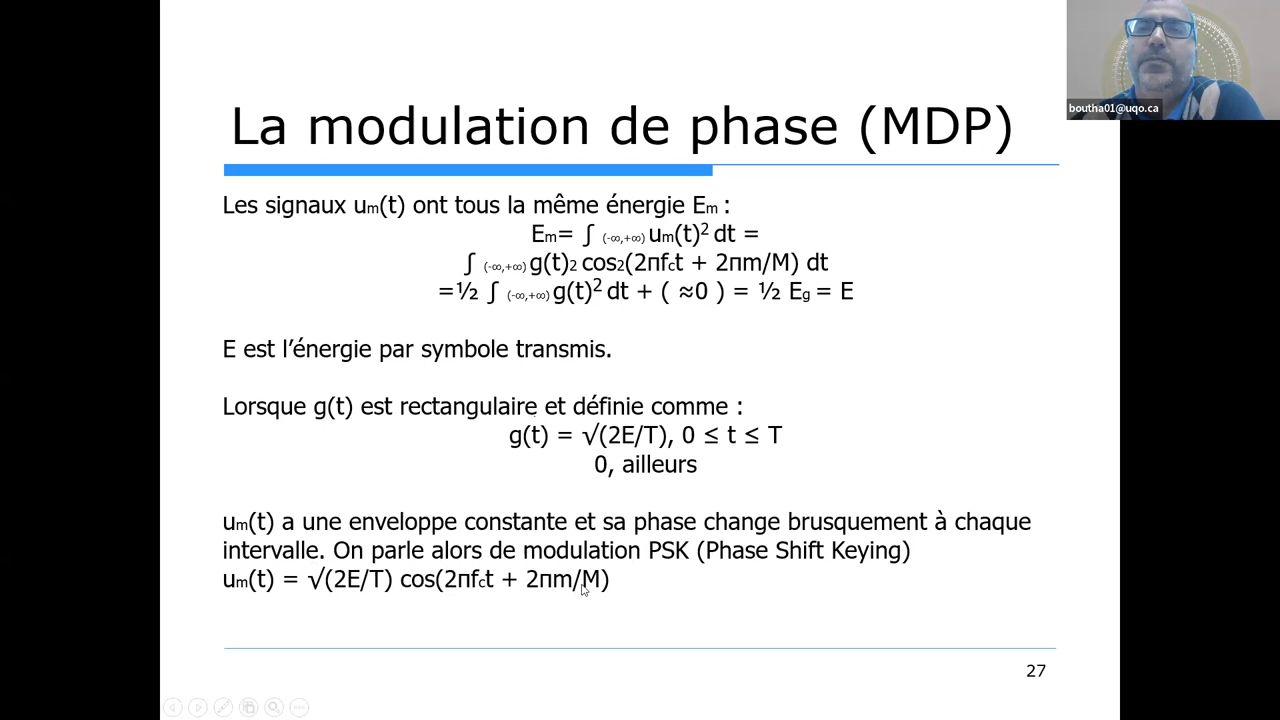 boutha01@uqo.ca
La modulation de phase (MDP)
Les signaux um(t) ont tous la même énergie Em :
Em= ∫ (-∞,+∞) um(t)² dt =
∫ (-∞,+∞) g(t)2 cos2(2πfct + 2πm/M) dt
=½ ∫ (-∞,+∞) g(t)² dt + ( ≈0 ) = ½ Eg = E
E est l’énergie par symbole transmis.
Lorsque g(t) est rectangulaire et définie comme :
g(t) = √(2E/T), 0 ≤ t ≤ T
0, ailleurs
um(t) a une enveloppe constante et sa phase change brusquement à chaque
intervalle. On parle alors de modulation PSK (Phase Shift Keying)
um(t) = √(2E/T) cos(2πfct + 2πm/M)
27